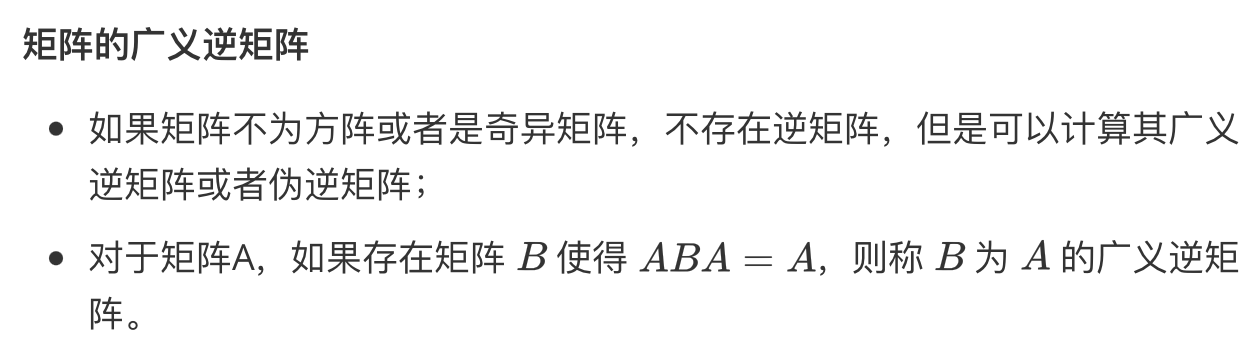 矩阵的广义逆矩阵
• 如果矩阵不为方阵或者是奇异矩阵，不存在逆矩阵，但是可以计算其广义
逆矩阵或者伪逆矩阵；
• 对于矩阵A，如果存在矩阵 B 使得 ABA = A，则称 B 为 A 的广义逆矩
阵。